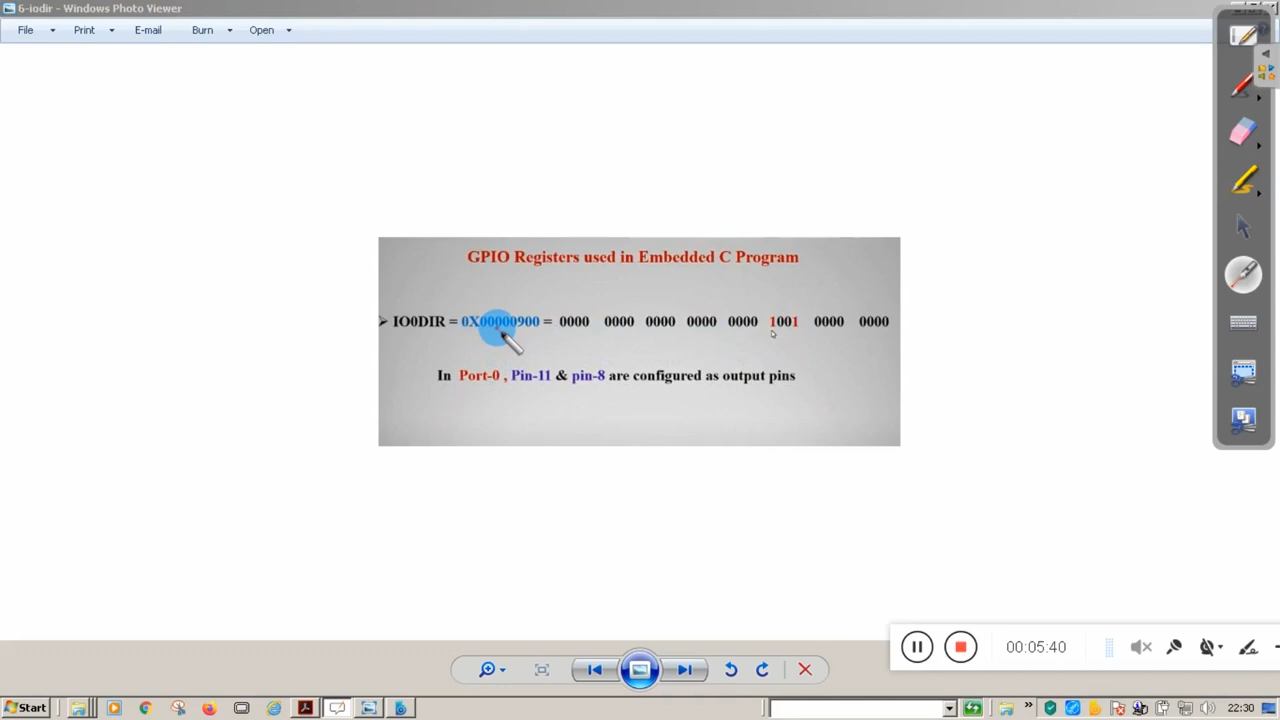 6-iodir - Windows Photo Viewer
File Print E-mail Burn Open
GPIO Registers used in Embedded C Program
➢ IO0DIR = 0X00000900 = 0000 0000 0000 0000 0000 1001 0000 0000
In Port-0 , Pin-11 & pin-8 are configured as output pins
00:05:40
Start
22:30